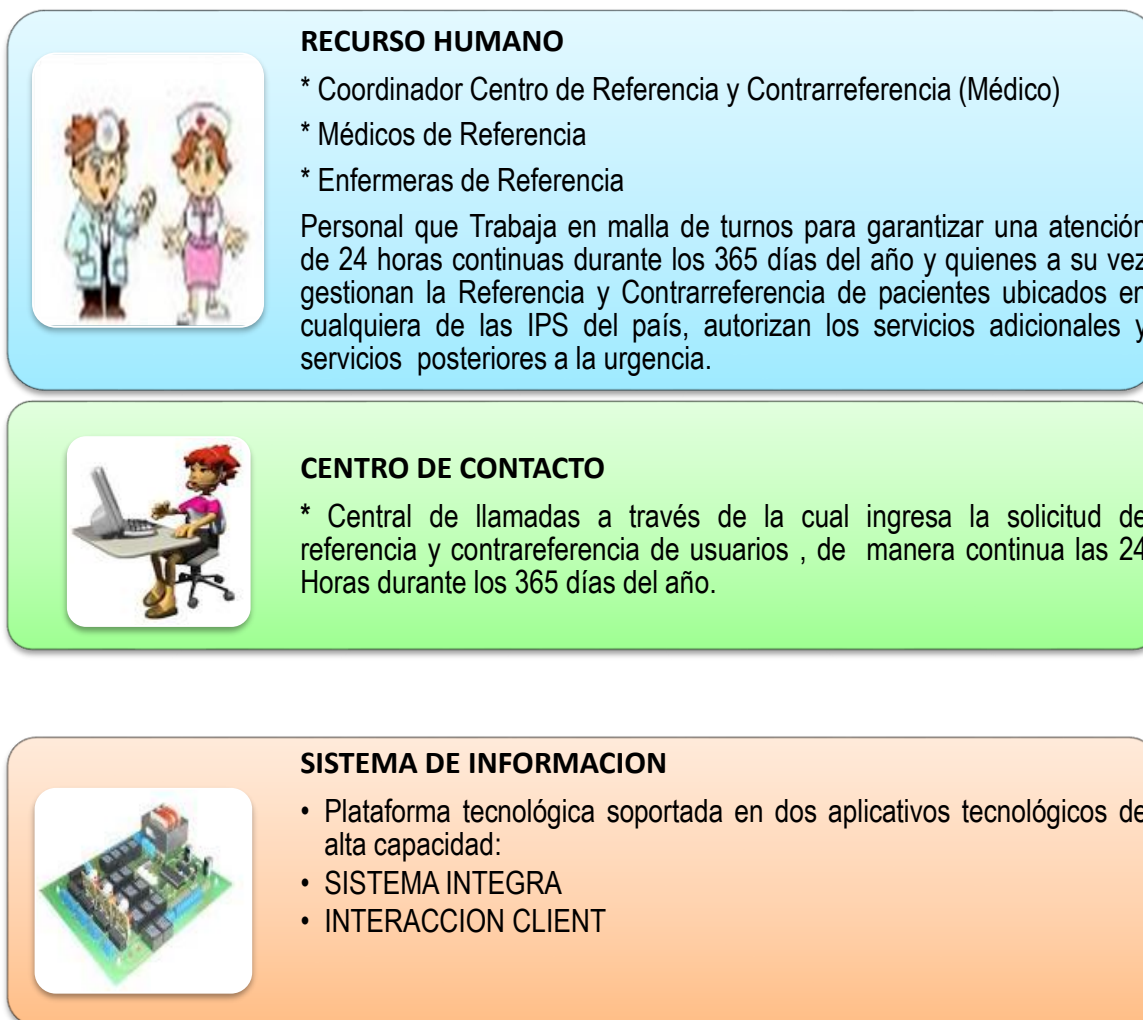 RECURSO HUMANO
* Coordinador Centro de Referencia y Contrarreferencia (Médico)
* Médicos de Referencia
* Enfermeras de Referencia
Personal que Trabaja en malla de turnos para garantizar una atención
de 24 horas continuas durante los 365 días del año y quienes a su vez
gestionan la Referencia y Contrarreferencia de pacientes ubicados en
cualquiera de las IPS del país, autorizan los servicios adicionales y
servicios posteriores a la urgencia.
CENTRO DE CONTACTO
* Central de llamadas a través de la cual ingresa la solicitud de
referencia y contrareferencia de usuarios , de manera continua las 24
Horas durante los 365 días del año.
SISTEMA DE INFORMACION
• Plataforma tecnológica soportada en dos aplicativos tecnológicos de
alta capacidad:
• SISTEMA INTEGRA
• INTERACCION CLIENT